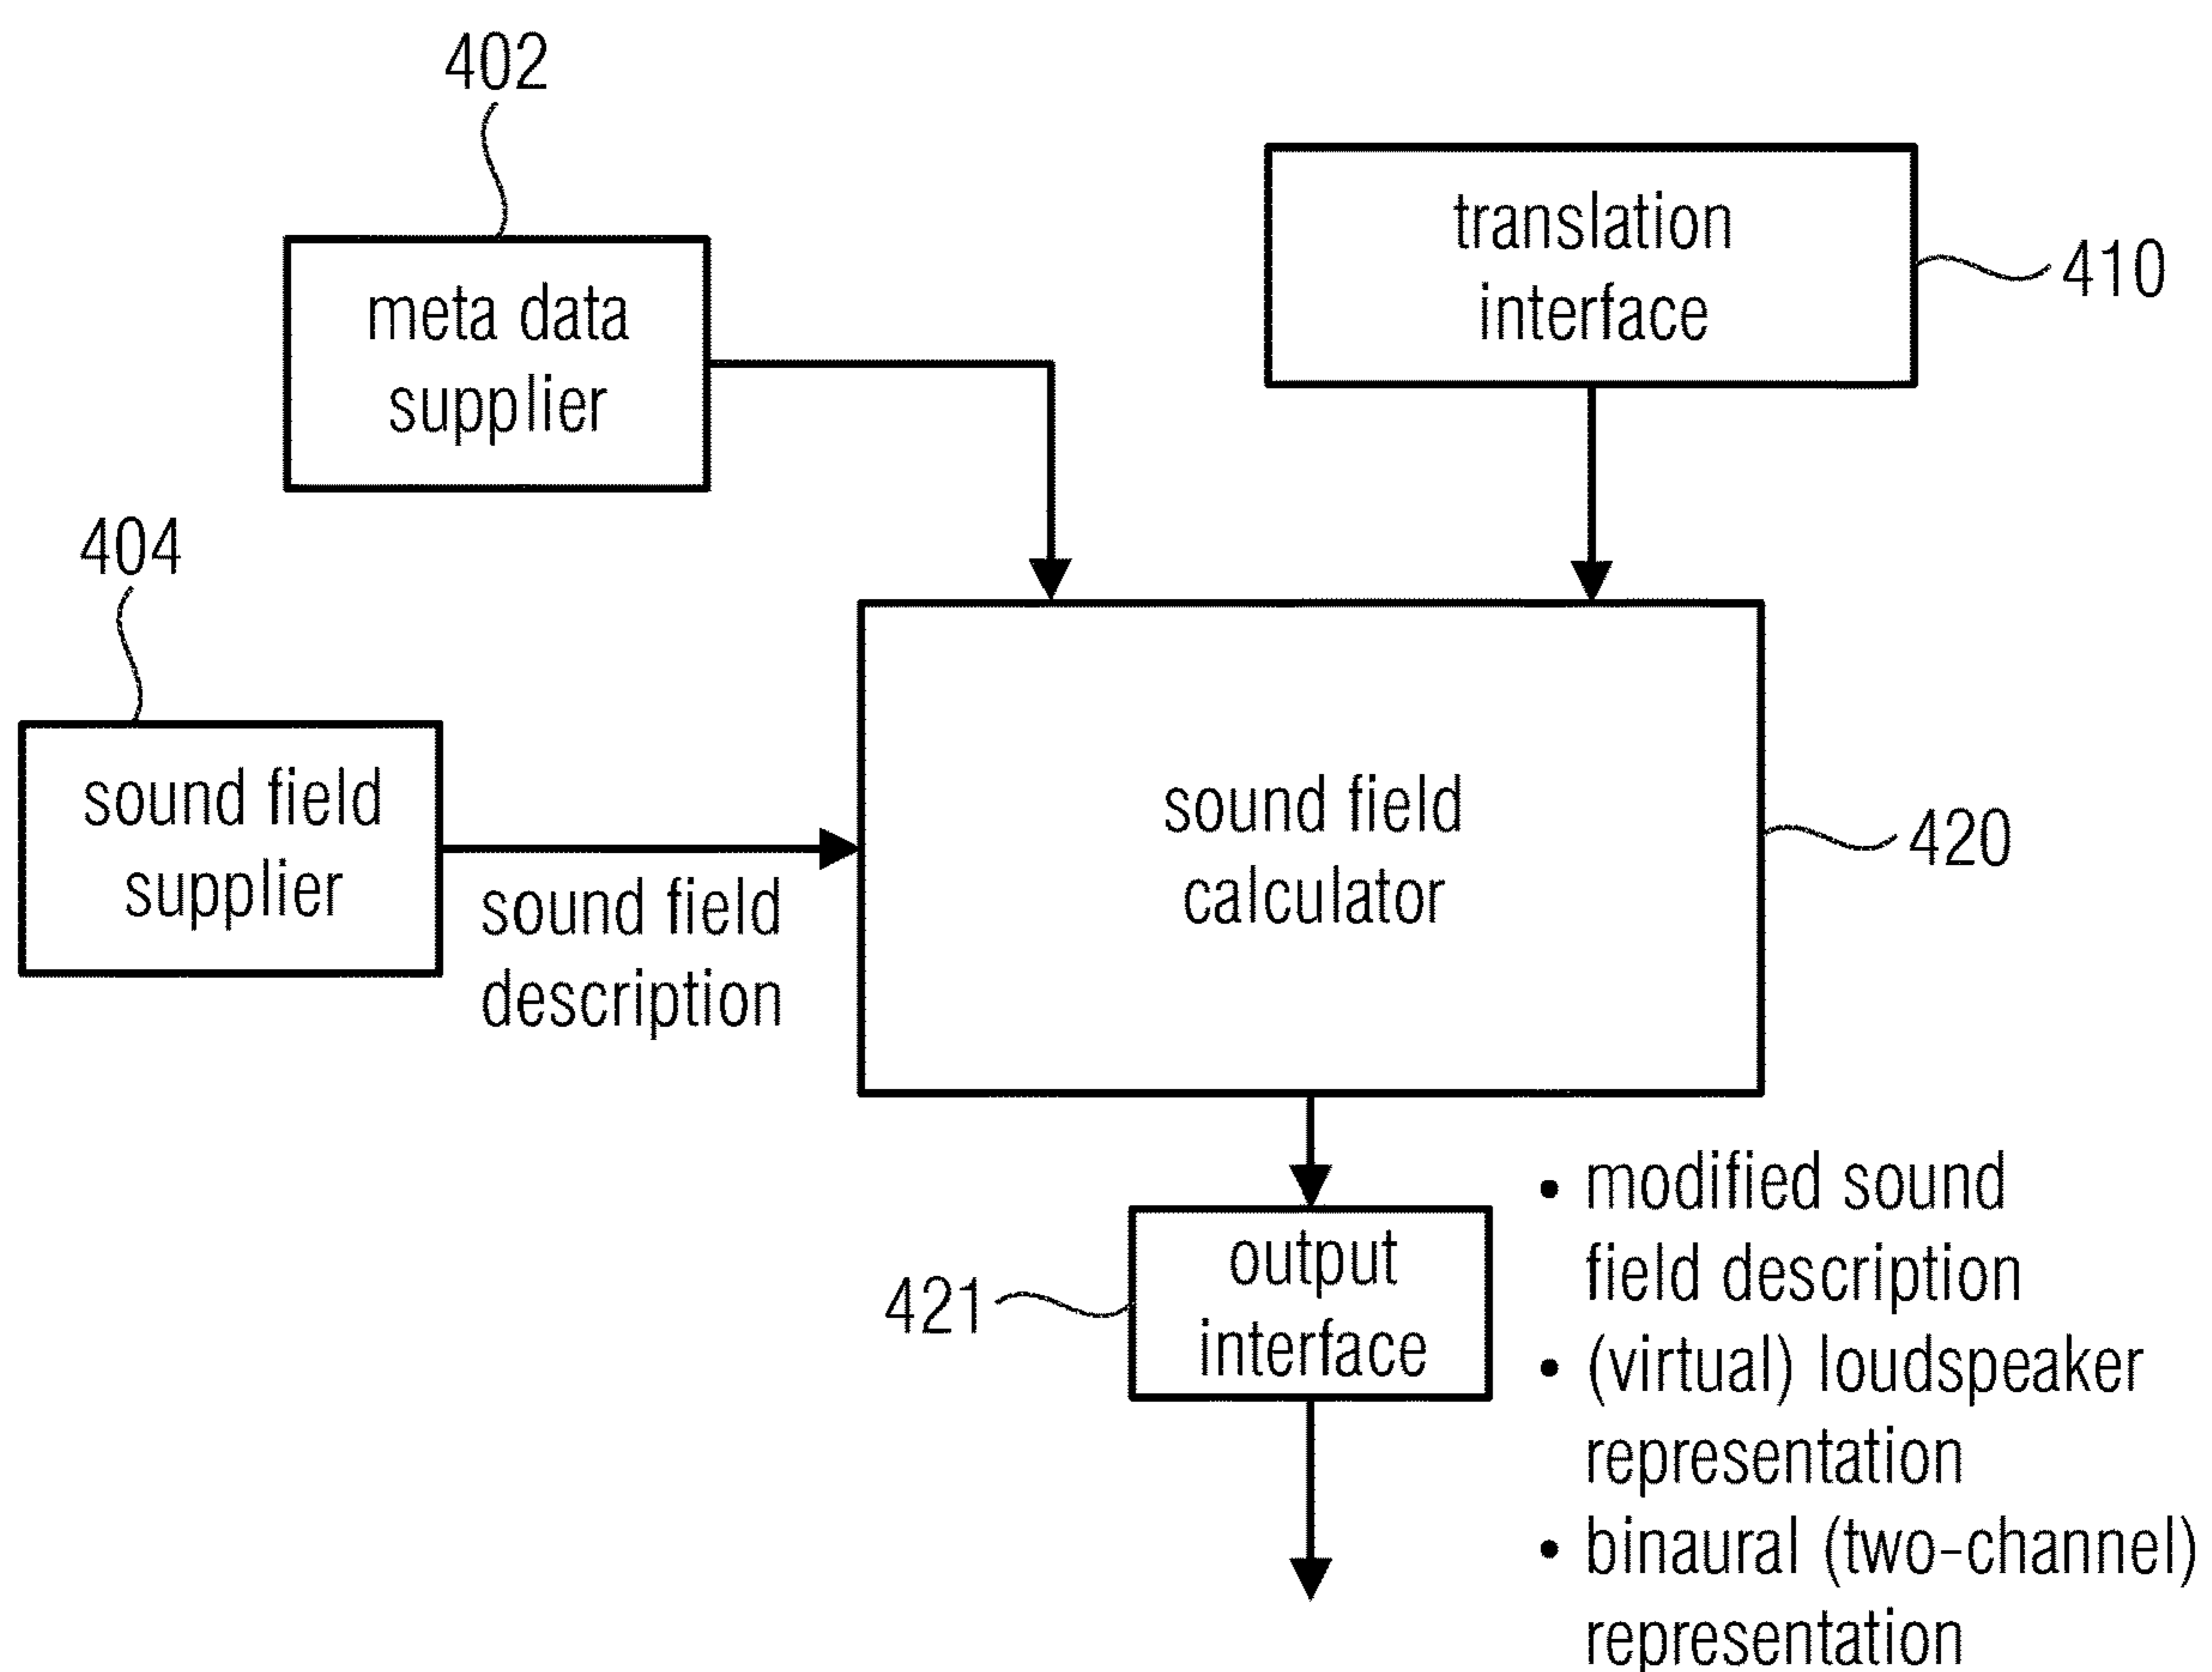 402
translation
interface
410
meta data
supplier
404
sound field
supplier
sound field
description
sound field
calculator
420
421
output
interface
• modified sound
field description
• (virtual) loudspeaker
representation
• binaural (two-channel)
representation